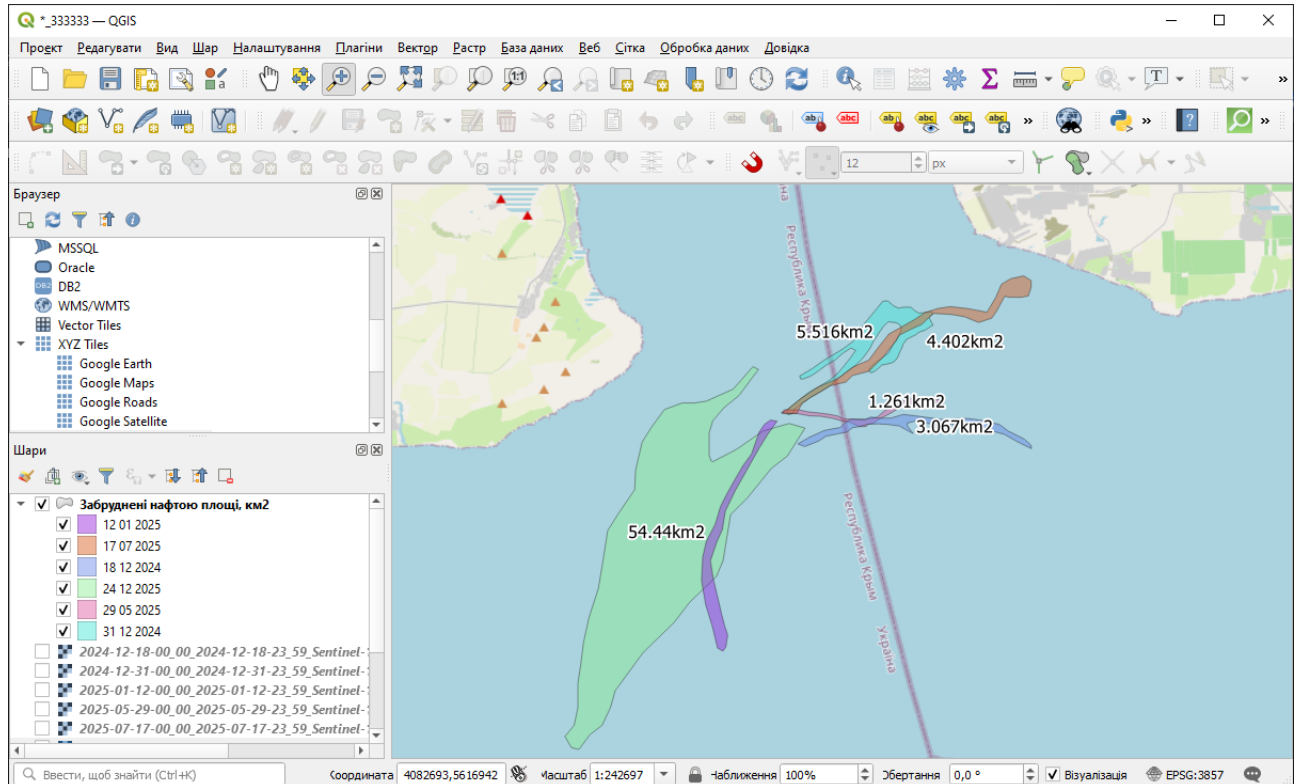 *_333333 — QGIS
Проект Редагувати Вид Шар Налаштування Плагіни Вектор Растр База даних Веб Сітка Обробка даних Довідка
12 px
Браузер
MSSQL
Oracle
DB2
WMS/WMTS
Vector Tiles
XYZ Tiles
Google Earth
Google Maps
Google Roads
Google Satellite
Шари
Забруднені нафтою площі, км2
12 01 2025
17 07 2025
18 12 2024
24 12 2025
29 05 2025
31 12 2024
2024-12-18-00_00_2024-12-18-23_59_Sentinel-
2024-12-31-00_00_2024-12-31-23_59_Sentinel-
2025-01-12-00_00_2025-01-12-23_59_Sentinel-
2025-05-29-00_00_2025-05-29-23_59_Sentinel-
2025-07-17-00_00_2025-07-17-23_59_Sentinel-
Республика Крым
5.516km2
4.402km2
1.261km2
3.067km2
54.44km2
Республика Крым
Україна
Ввести, щоб знайти (Ctrl+K) Координата 4082693,5616942 Масштаб 1:242697 Наближення 100% Обертання 0,0 ° Візуалізація EPSG:3857